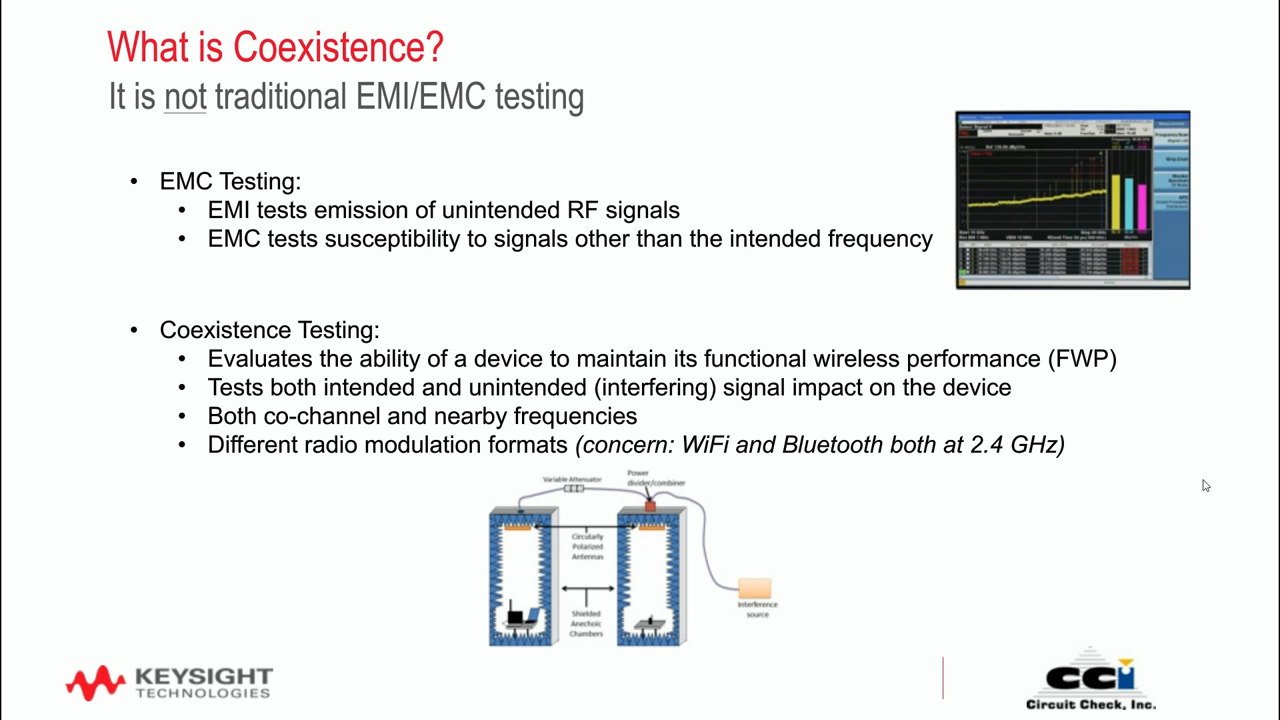 What is Coexistence?
It is not traditional EMI/EMC testing
• EMC Testing:
• EMI tests emission of unintended RF signals
• EMC tests susceptibility to signals other than the intended frequency
• Coexistence Testing:
• Evaluates the ability of a device to maintain its functional wireless performance (FWP)
• Tests both intended and unintended (interfering) signal impact on the device
• Both co-channel and nearby frequencies
• Different radio modulation formats (concern: WiFi and Bluetooth both at 2.4 GHz)
Variable Attenuator
Power
divider/combiner
Circularly
Polarized
Antennas
Shielded
Anechoic
Chambers
Interference
source
KEYSIGHT
TECHNOLOGIES
CCi
Circuit Check, Inc.